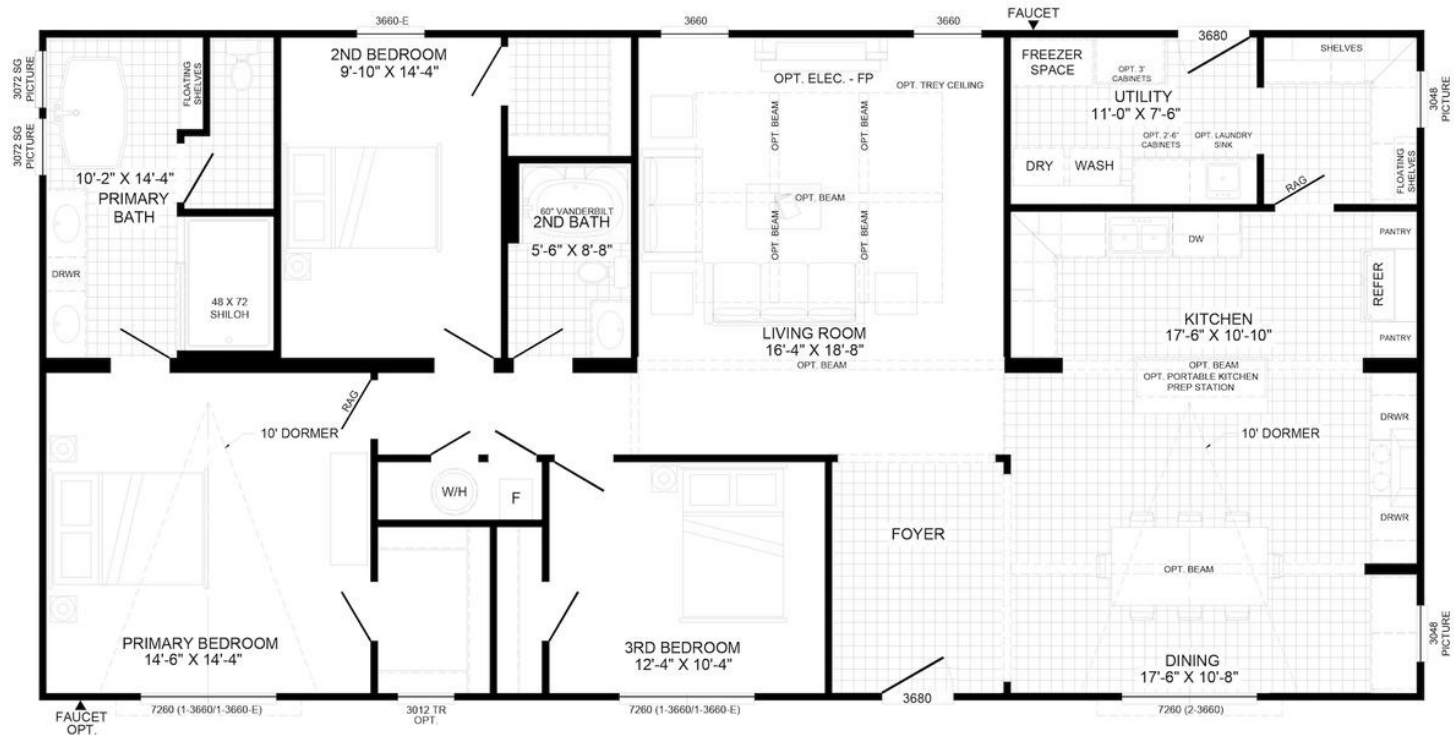 3660-E
3660
3660
FAUCET
3680
3072 SG
PICTURE
3072 SG
PICTURE
FLOATING
SHELVES
10'-2" X 14'-4"
PRIMARY
BATH
DRWR
48 X 72
SHILOH
2ND BEDROOM
9'-10" X 14'-4"
60" VANDERBILT
2ND BATH
5'-6" X 8'-8"
OPT. ELEC. - FP
OPT. TREY CEILING
OPT. BEAM
OPT. BEAM
OPT. BEAM
OPT. BEAM
OPT. BEAM
LIVING ROOM
16'-4" X 18'-8"
OPT. BEAM
FREEZER
SPACE
OPT. 3'
CABINETS
UTILITY
11'-0" X 7'-6"
OPT. 2'-6"
CABINETS
OPT. LAUNDRY
SINK
DRY
WASH
SHELVES
3048
PICTURE
FLOATING
SHELVES
RAG
DW
PANTRY
REFER
PANTRY
KITCHEN
17'-6" X 10'-10"
OPT. BEAM
OPT. PORTABLE KITCHEN
PREP STATION
RAG
10' DORMER
10' DORMER
DRWR
DRWR
W/H
F
FOYER
OPT. BEAM
PRIMARY BEDROOM
14'-6" X 14'-4"
3RD BEDROOM
12'-4" X 10'-4"
DINING
17'-6" X 10'-8"
3048
PICTURE
FAUCET
OPT.
7260 (1-3660/1-3660-E)
3012 TR
OPT.
7260 (1-3660/1-3660-E)
3680
7260 (2-3660)